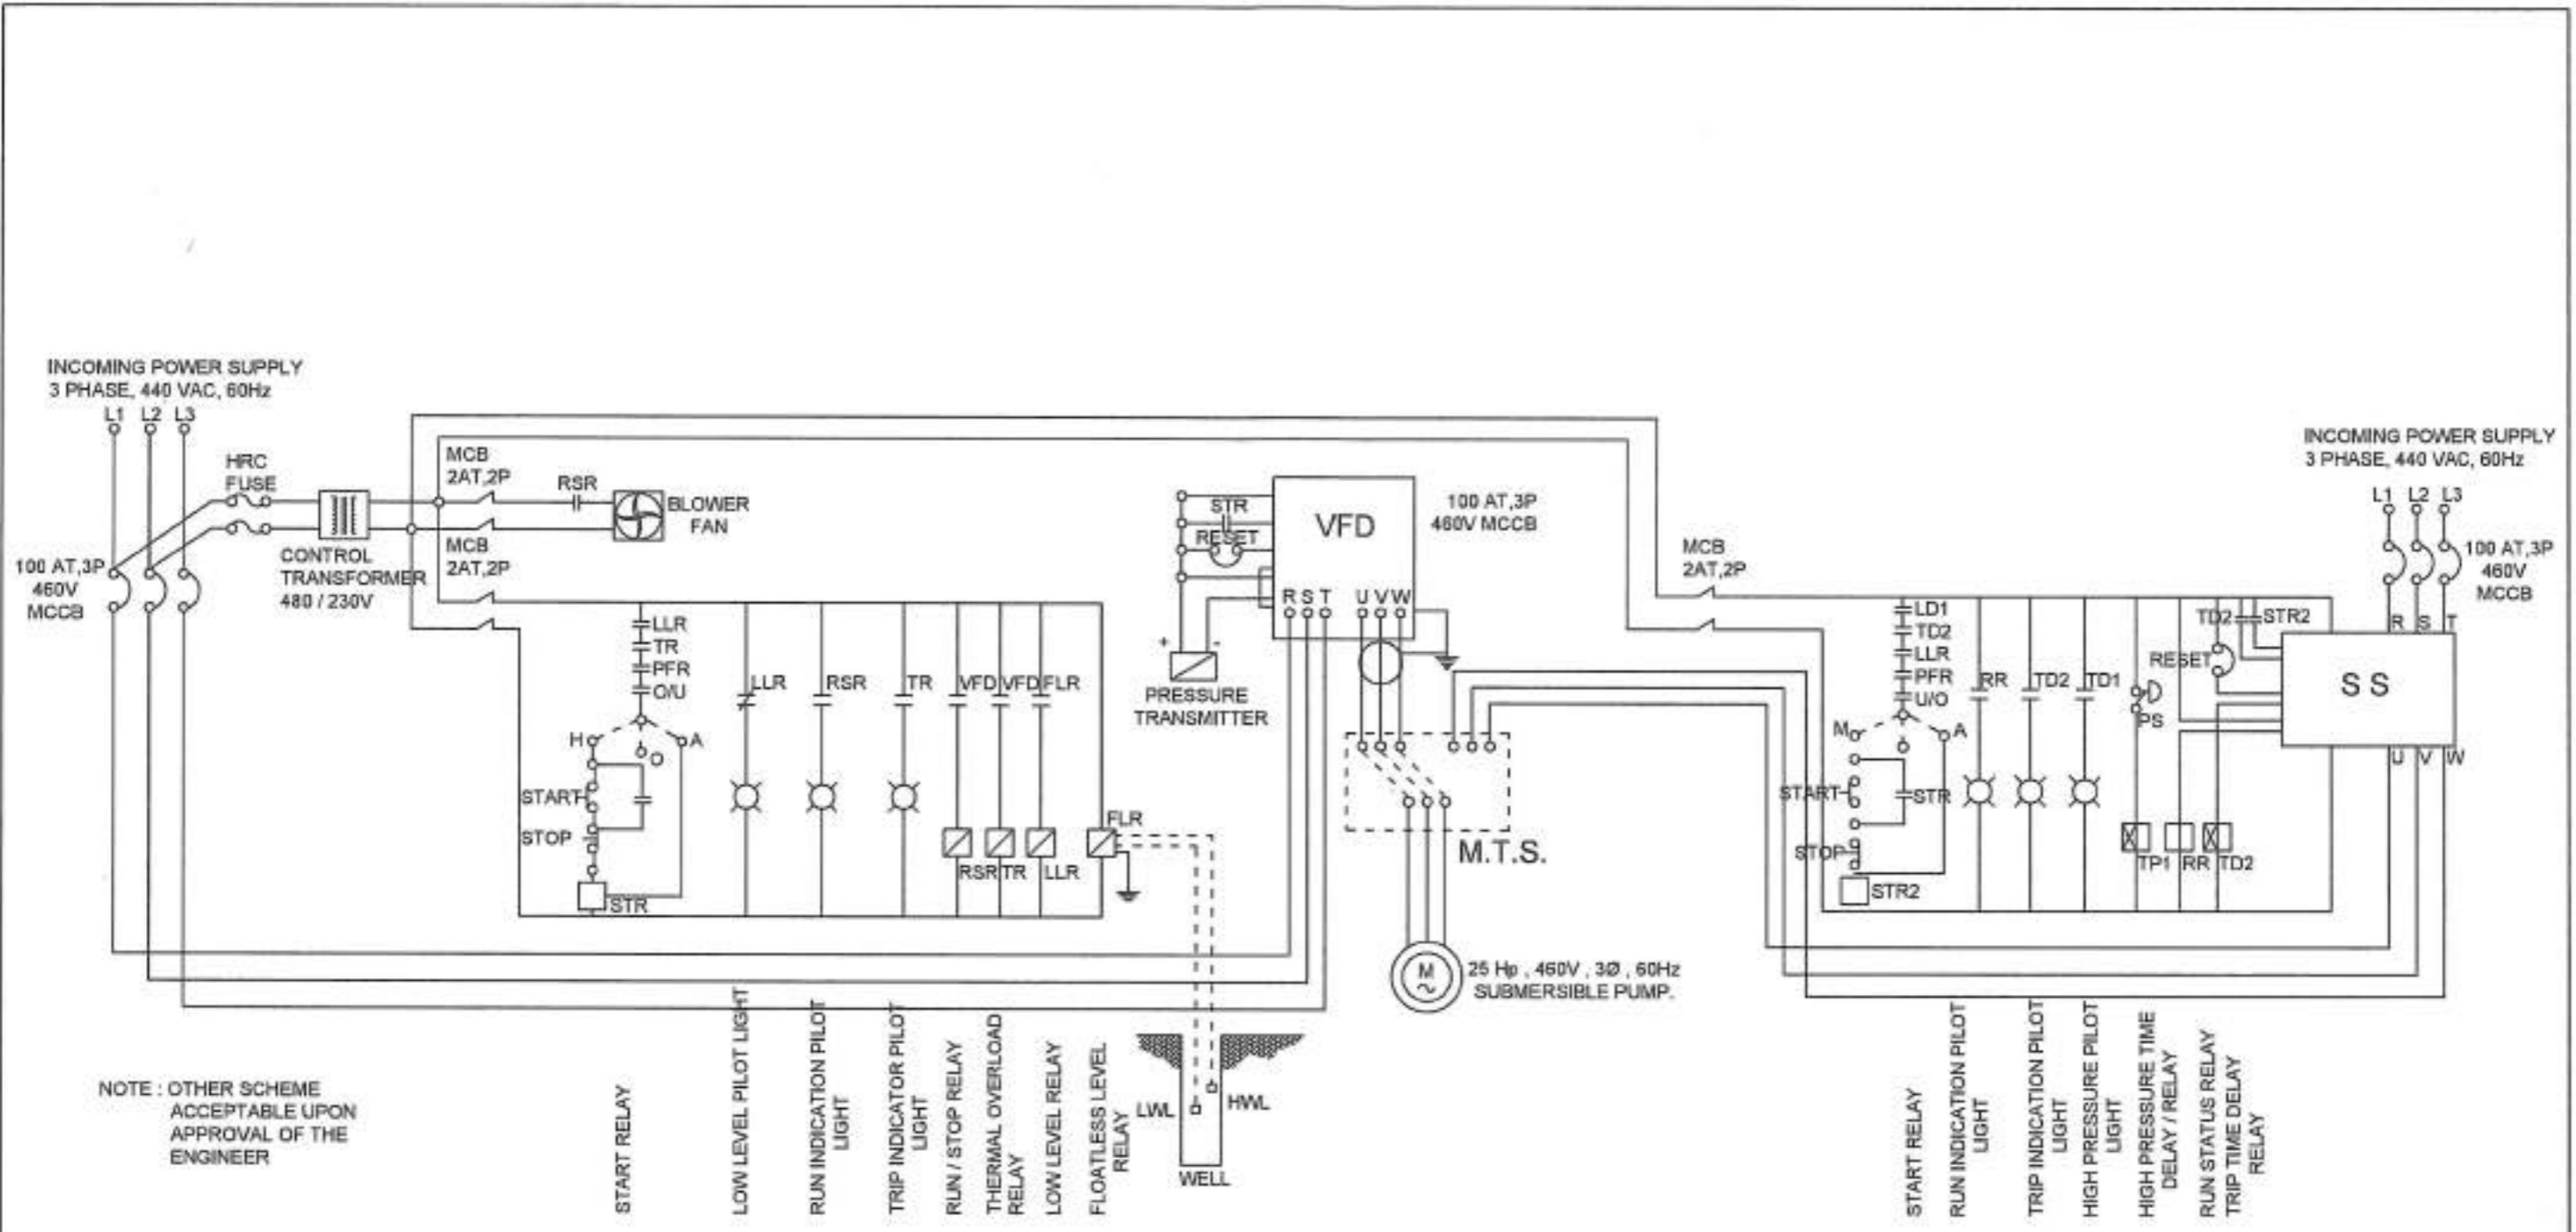 INCOMING POWER SUPPLY
3 PHASE, 440 VAC, 60Hz
L1 L2 L3
HRC
FUSE
100 AT,3P
460V
MCCB
CONTROL
TRANSFORMER
480 / 230V
MCB
2AT,2P
RSR
BLOWER
FAN
MCB
2AT,2P
LLR
TR
PFR
O/U
H
O
A
START
STOP
STR
LLR
RSR
TR
VFD
VFD
FLR
RSR
TR
LLR
FLR
STR
RESET
VFD
R S T
U V W
100 AT,3P
460V MCCB
+
-
PRESSURE
TRANSMITTER
M.T.S.
M
~
25 Hp , 460V , 3Ø , 60Hz
SUBMERSIBLE PUMP.
LWL
HWL
WELL
MCB
2AT,2P
INCOMING POWER SUPPLY
3 PHASE, 440 VAC, 60Hz
L1 L2 L3
100 AT,3P
460V
MCCB
LD1
TD2
LLR
PFR
U/O
M
A
START
STR
STOP
STR2
RR
TD2
TD1
PS
TD2
STR2
RESET
R S T
S S
U V W
TP1
RR
TD2
NOTE : OTHER SCHEME
ACCEPTABLE UPON
APPROVAL OF THE
ENGINEER
START RELAY
LOW LEVEL PILOT LIGHT
RUN INDICATION PILOT
LIGHT
TRIP INDICATOR PILOT
LIGHT
RUN / STOP RELAY
THERMAL OVERLOAD
RELAY
LOW LEVEL RELAY
FLOATLESS LEVEL
RELAY
START RELAY
RUN INDICATION PILOT
LIGHT
TRIP INDICATION PILOT
LIGHT
HIGH PRESSURE PILOT
LIGHT
HIGH PRESSURE TIME
DELAY / RELAY
RUN STATUS RELAY
TRIP TIME DELAY
RELAY